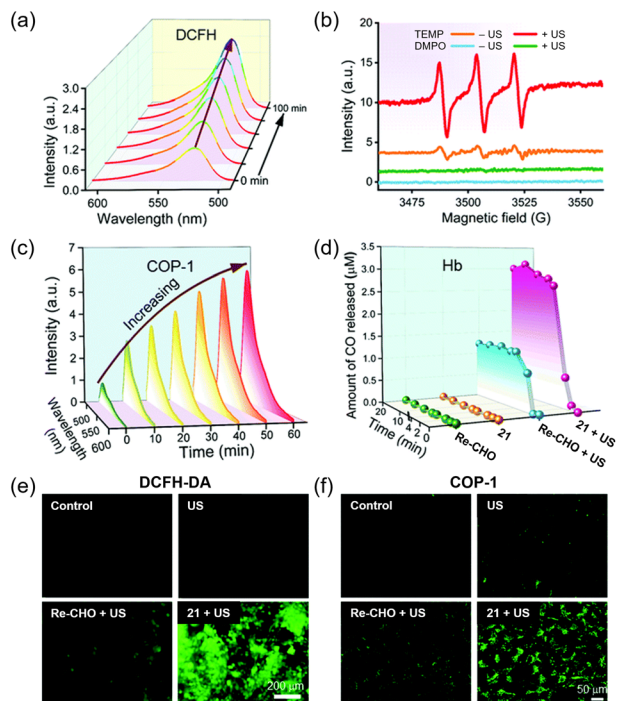 (a)
DCFH
Intensity (a.u.)
3.0
2.4
1.8
1.2
0.6
0.0
100 min
0 min
600 550 500
Wavelength (nm)
(b)
TEMP – US + US
DMPO – US + US
Intensity (a.u.)
15
10
5
0
3475 3500 3525 3550
Magnetic field (G)
(c)
COP-1
Increasing
Intensity (a.u.)
7
6
5
4
3
2
1
0
Wavelength
(nm)
500
550
600
0 10 20 30 40 50 60
Time (min)
(d)
Hb
Amount of CO released (μM)
3.5
3.0
2.5
2.0
1.5
1.0
0.5
0.0
20
10
4
2
0
Time (min)
Re-CHO
21
Re-CHO + US
21 + US
(e)
DCFH-DA
Control
US
Re-CHO + US
21 + US
200 μm
(f)
COP-1
Control
US
Re-CHO + US
21 + US
50 μm